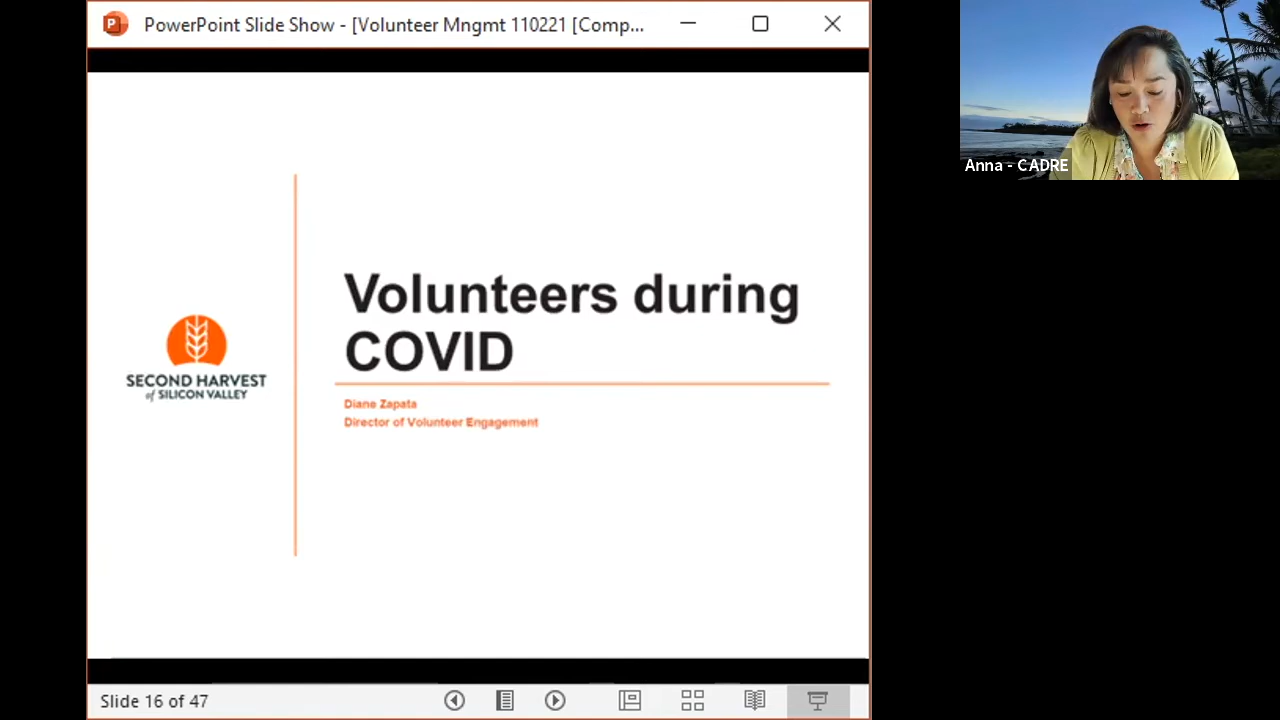 PowerPoint Slide Show - [Volunteer Mngmt 110221 [Comp...
Anna - CADRE
Volunteers during
COVID
SECOND HARVEST
of SILICON VALLEY
Diane Zapata
Director of Volunteer Engagement
Slide 16 of 47